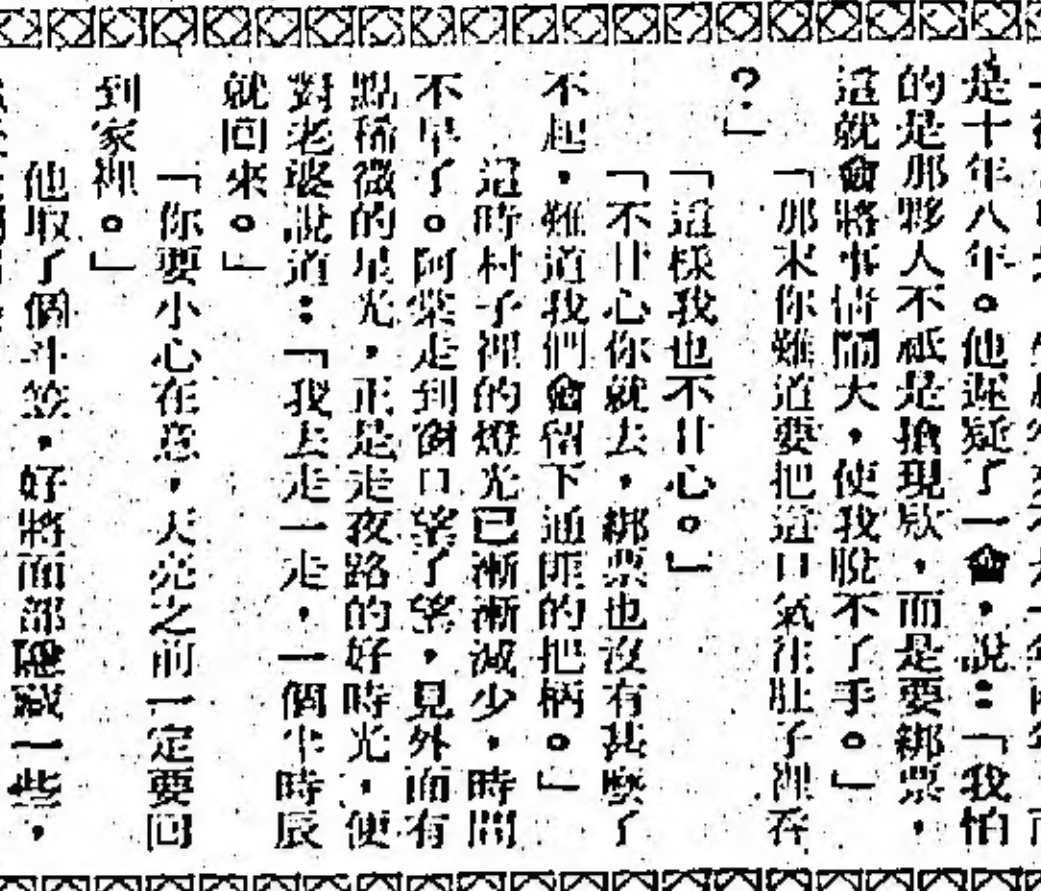 是十年八年。他遲疑了一會，說：「我怕
的是那夥人不祇是搶現欵，而是要綁票，
這就會將事情鬧大，使我脫不了手。」
「那末你難道要把這口氣往肚子裡吞
？」
「這樣我也不甘心。」
「不甘心你就去，綁票也沒有甚麼了
不起，難道我們會留下通匪的把柄。」
這時村子裡的燈光已漸漸減少，時間
不早了。阿榮走到窗口望了望，見外面有
點稀微的星光，正是走夜路的好時光，便
對老婆說道：「我去走一走，一個半時辰
就回來。」
「你要小心在意，天亮之前一定要回
到家裡。」
他取了個斗笠，好將面部隱藏一些，